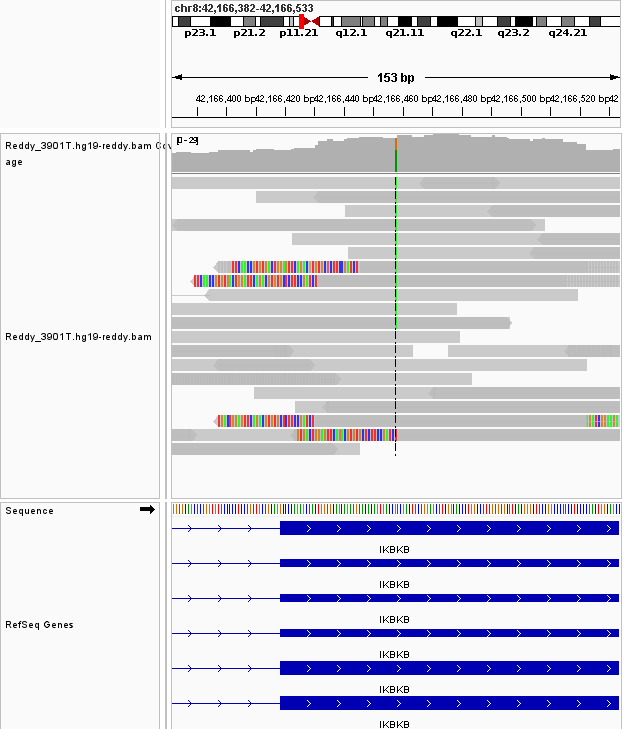 chr8:42,166,382-42,166,533
p23.1 p21.2 p11.21 q12.1 q21.11 q22.1 q23.2 q24.21
153 bp
42,166,400 bp 42,166,420 bp 42,166,440 bp 42,166,460 bp 42,166,480 bp 42,166,500 bp 42,166,520 bp 42
[0-29]
Reddy_3901T.hg19-reddy.bam Cov
age
Reddy_3901T.hg19-reddy.bam
Sequence
IKBKB
IKBKB
IKBKB
RefSeq Genes
IKBKB
IKBKB
IKBKB